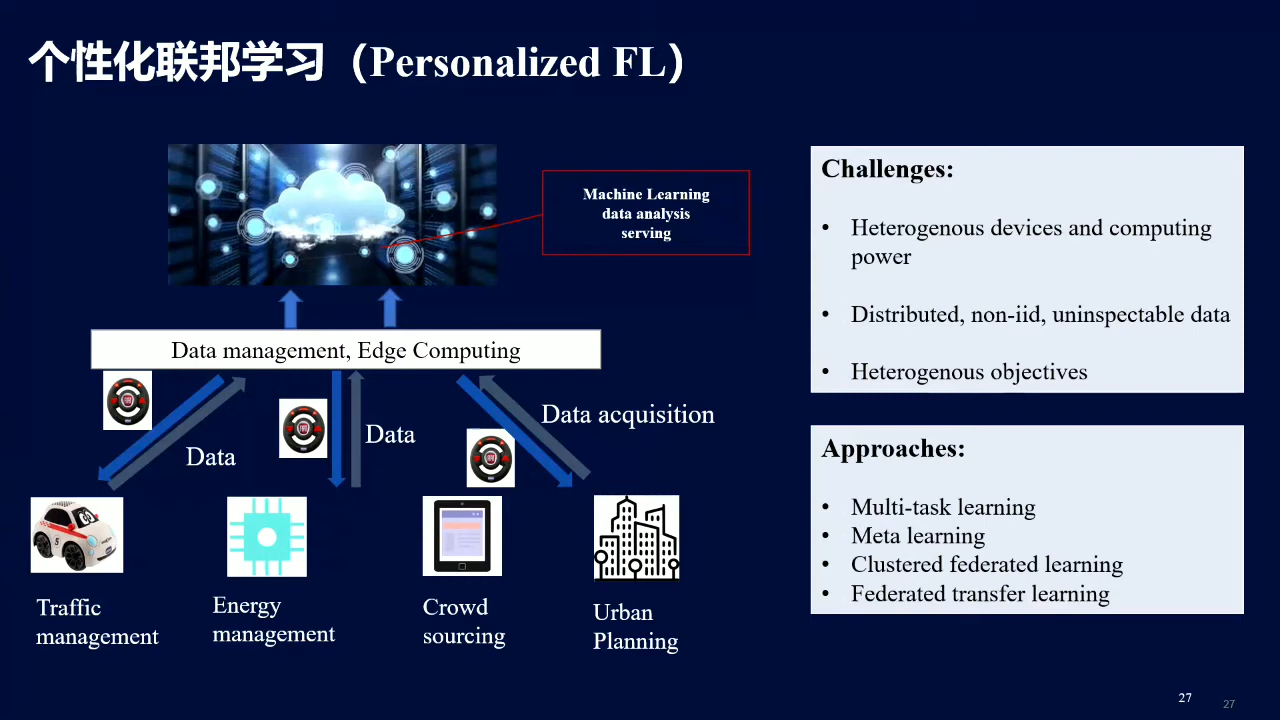 个性化联邦学习（Personalized FL）
Machine Learning
data analysis
serving
Data management, Edge Computing
Data
Data
Data acquisition
Traffic
management
Energy
management
Crowd
sourcing
Urban
Planning
Challenges:
• Heterogenous devices and computing
power
• Distributed, non-iid, uninspectable data
• Heterogenous objectives
Approaches:
• Multi-task learning
• Meta learning
• Clustered federated learning
• Federated transfer learning
27
27